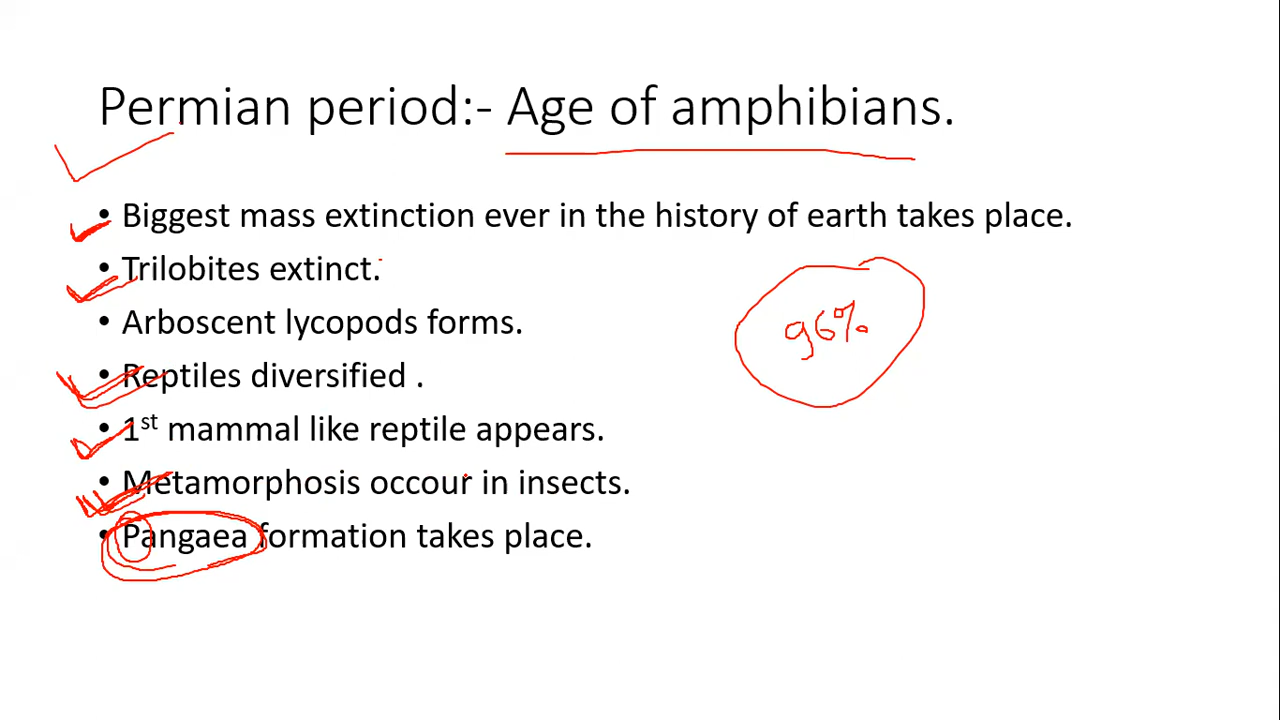 Permian period:- Age of amphibians.
• Biggest mass extinction ever in the history of earth takes place.
• Trilobites extinct.
• Arboscent lycopods forms.
96%
• Reptiles diversified .
• 1st mammal like reptile appears.
• Metamorphosis occour in insects.
• Pangaea formation takes place.